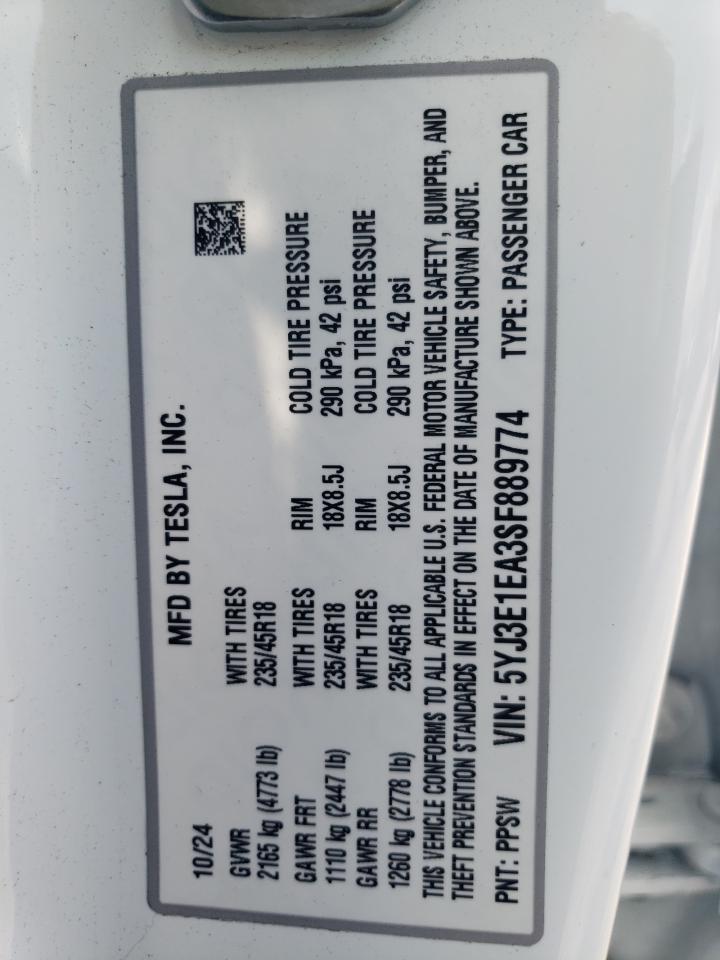 MFD BY TESLA, INC.
10/24
GVWR WITH TIRES
2165 kg (4773 lb) 235/45R18
GAWR FRT WITH TIRES RIM COLD TIRE PRESSURE
1110 kg (2447 lb) 235/45R18 18X8.5J 290 kPa, 42 psi
GAWR RR WITH TIRES RIM COLD TIRE PRESSURE
1260 kg (2778 lb) 235/45R18 18X8.5J 290 kPa, 42 psi
THIS VEHICLE CONFORMS TO ALL APPLICABLE U.S. FEDERAL MOTOR VEHICLE SAFETY, BUMPER, AND
THEFT PREVENTION STANDARDS IN EFFECT ON THE DATE OF MANUFACTURE SHOWN ABOVE.
PNT: PPSW VIN: 5YJ3E1EA3SF889774 TYPE: PASSENGER CAR